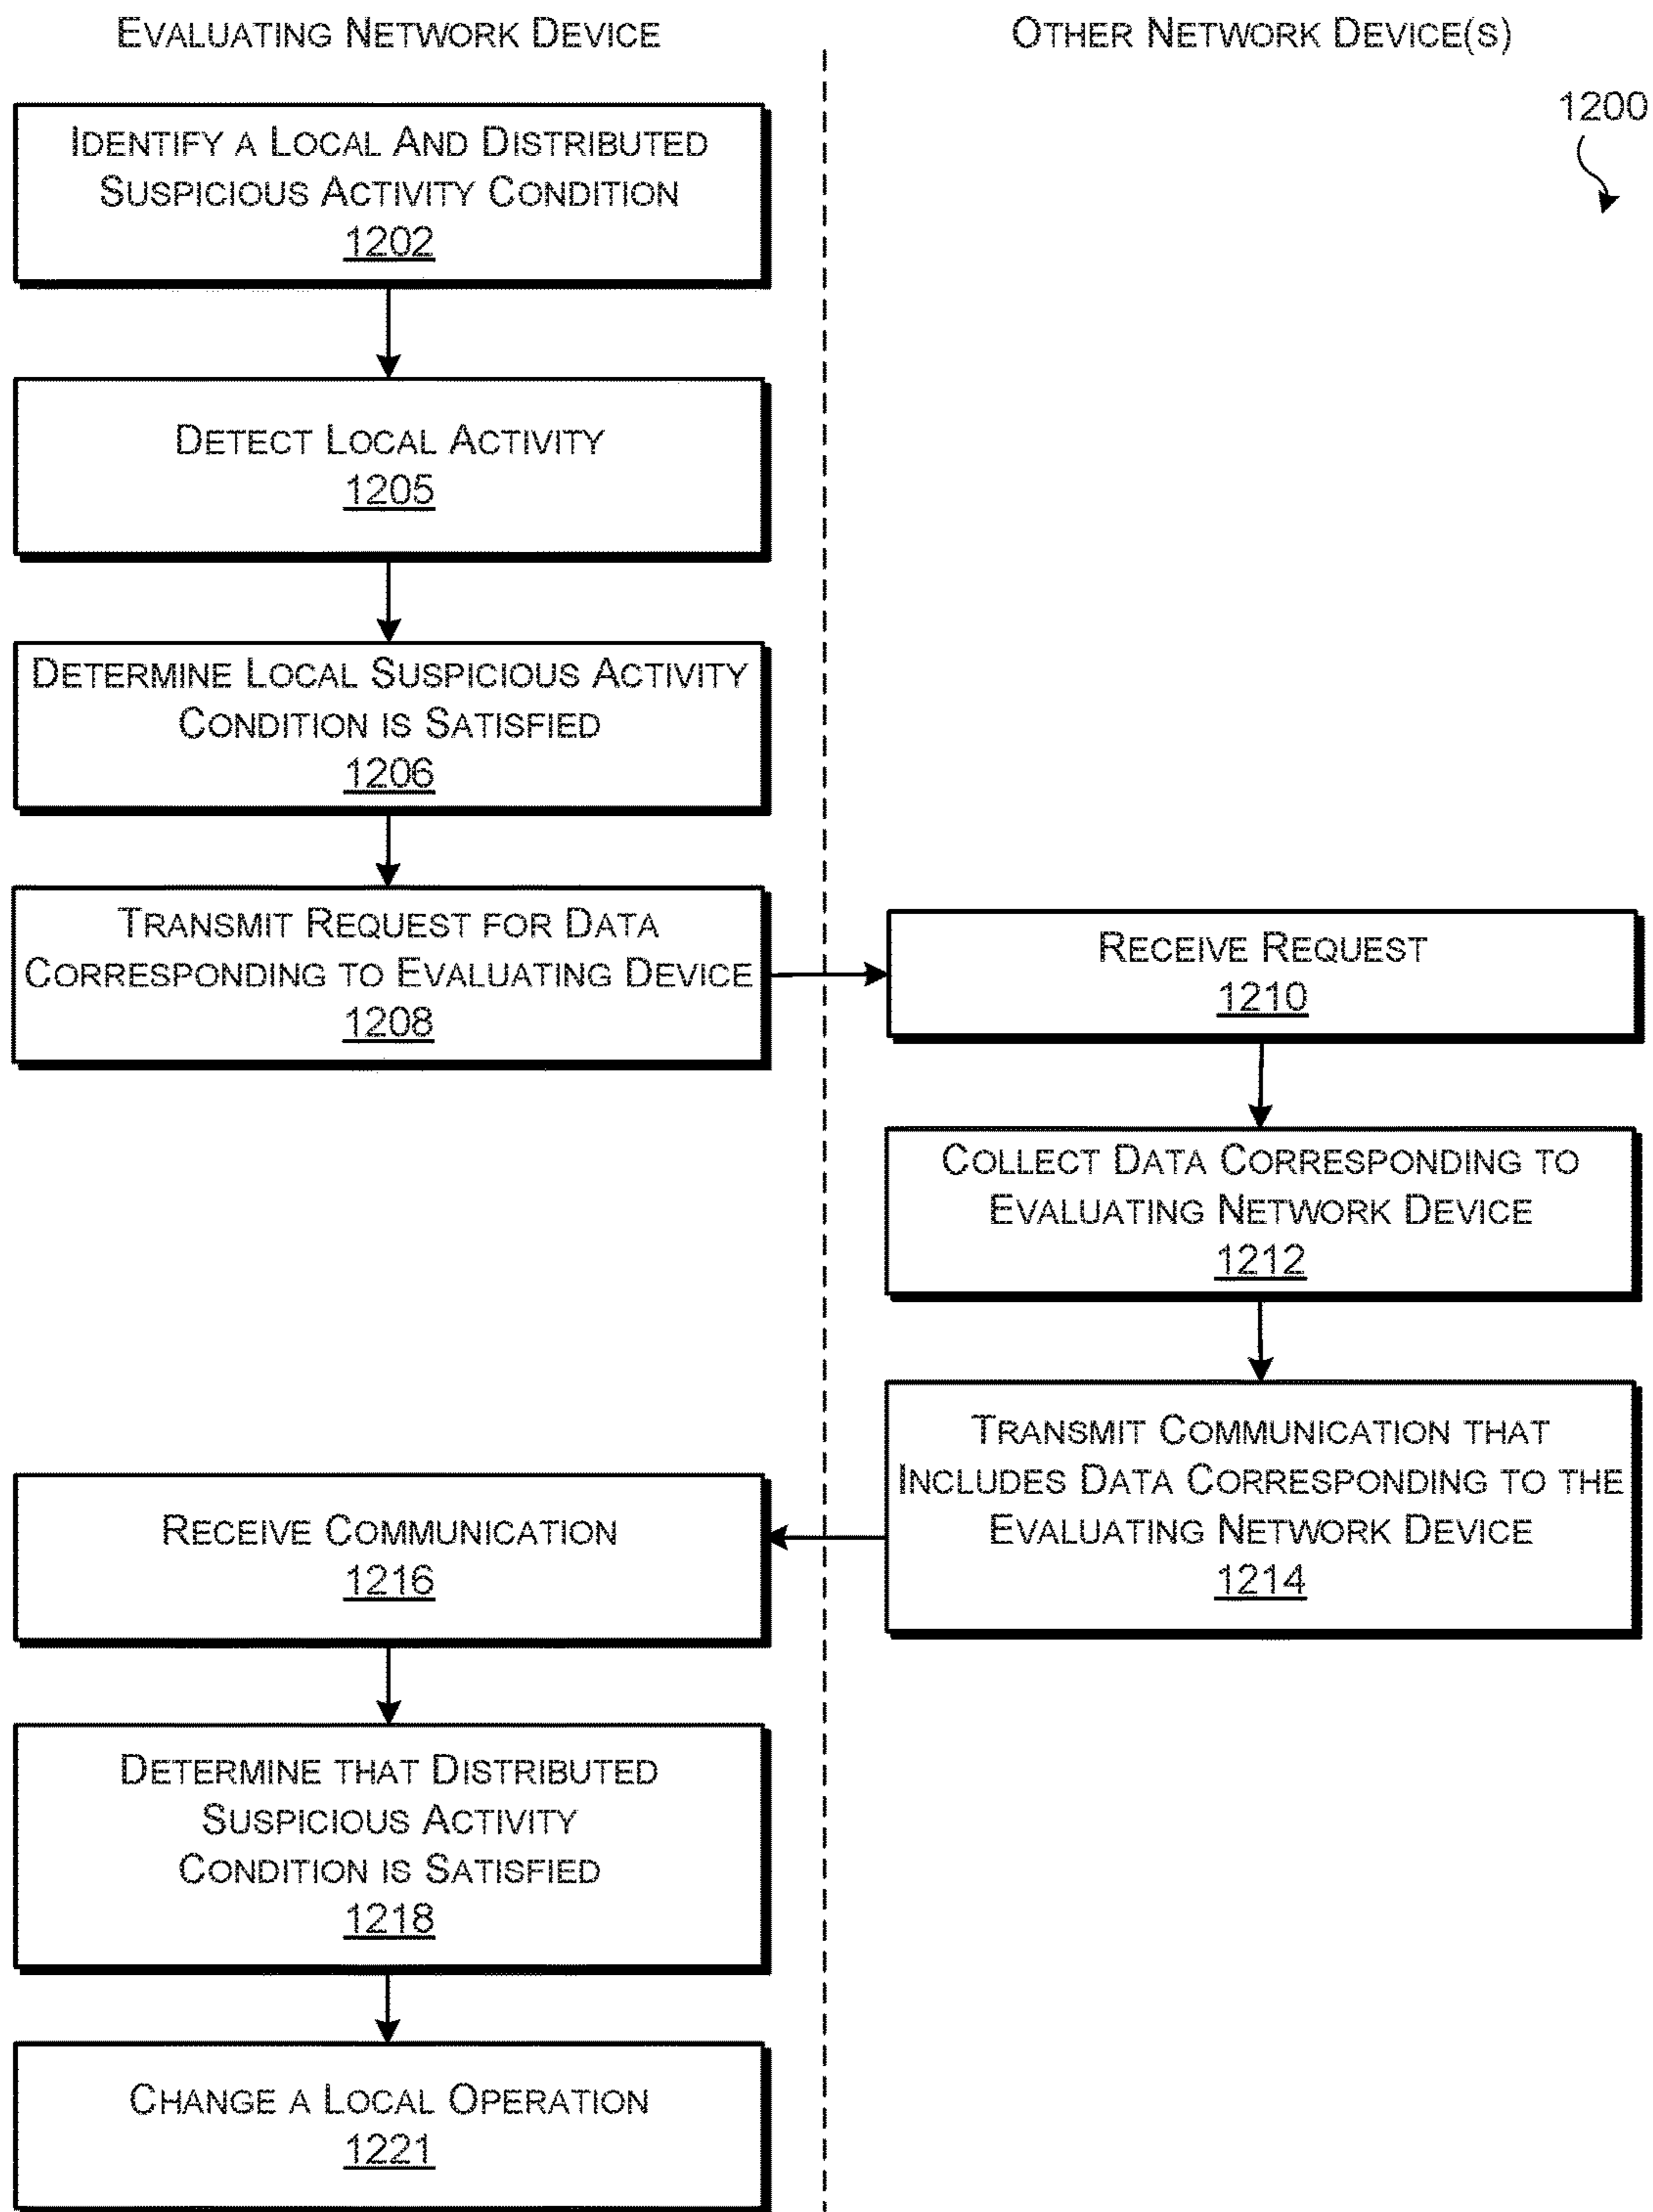 EVALUATING NETWORK DEVICE
OTHER NETWORK DEVICE(S)
1200
IDENTIFY A LOCAL AND DISTRIBUTED
SUSPICIOUS ACTIVITY CONDITION
1202
DETECT LOCAL ACTIVITY
1205
DETERMINE LOCAL SUSPICIOUS ACTIVITY
CONDITION IS SATISFIED
1206
TRANSMIT REQUEST FOR DATA
CORRESPONDING TO EVALUATING DEVICE
1208
RECEIVE REQUEST
1210
COLLECT DATA CORRESPONDING TO
EVALUATING NETWORK DEVICE
1212
TRANSMIT COMMUNICATION THAT
INCLUDES DATA CORRESPONDING TO THE
EVALUATING NETWORK DEVICE
1214
RECEIVE COMMUNICATION
1216
DETERMINE THAT DISTRIBUTED
SUSPICIOUS ACTIVITY
CONDITION IS SATISFIED
1218
CHANGE A LOCAL OPERATION
1221